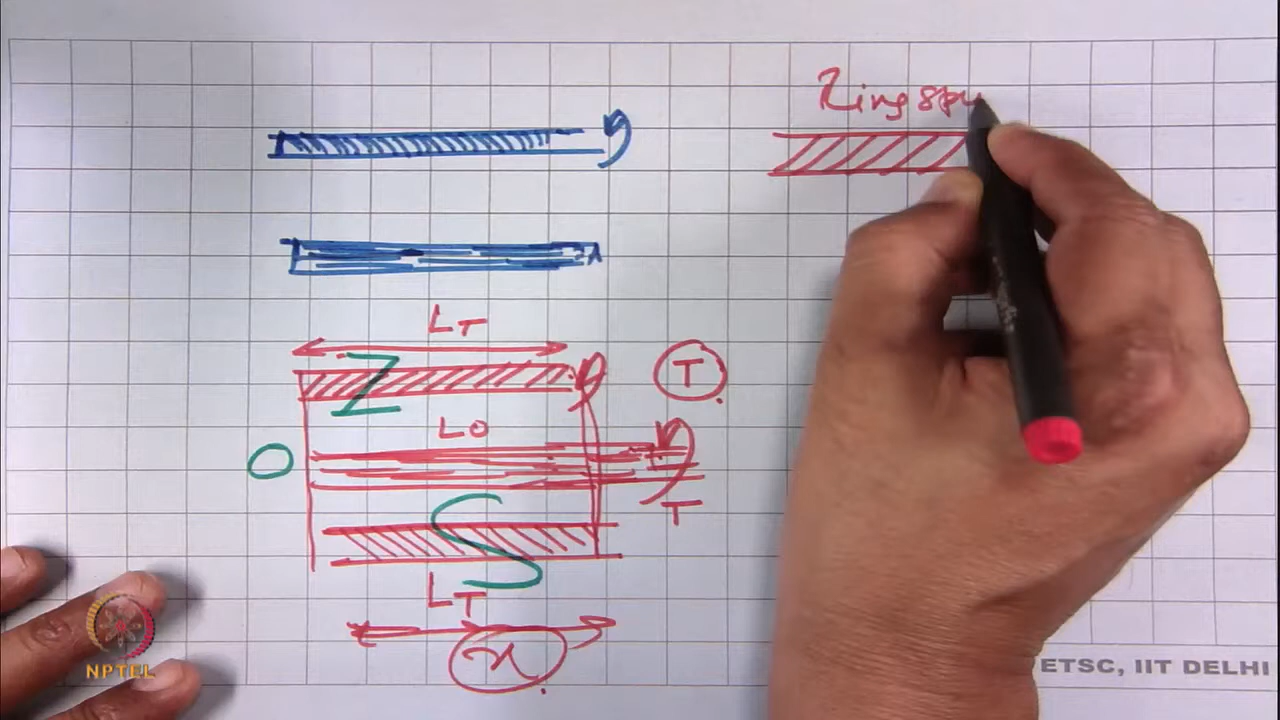 Ring spu
LT
Z
T
LO
O
T
S
LT
x
NPTEL
ETSC, IIT DELHI